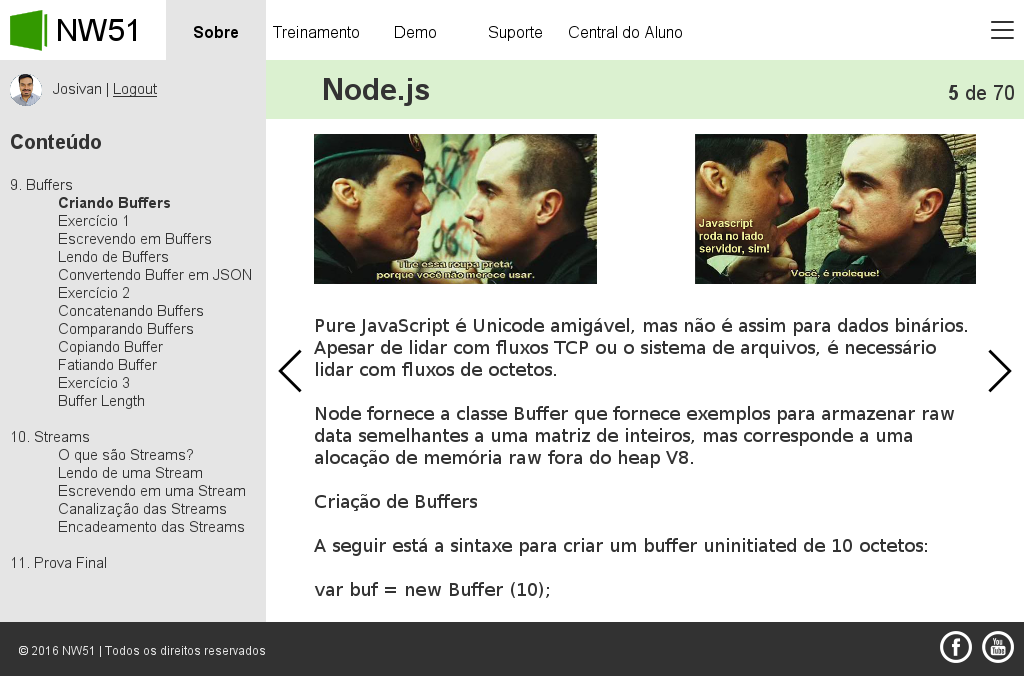 NW51
Sobre
Treinamento
Demo
Suporte
Central do Aluno
Josivan | Logout
Node.js
5 de 70
Conteúdo
9. Buffers
Criando Buffers
Exercício 1
Escrevendo em Buffers
Lendo de Buffers
Convertendo Buffer em JSON
Exercício 2
Concatenando Buffers
Comparando Buffers
Copiando Buffer
Fatiando Buffer
Exercício 3
Buffer Length
10. Streams
O que são Streams?
Lendo de uma Stream
Escrevendo em uma Stream
Canalização das Streams
Encadeamento das Streams
11. Prova Final
Tire essa roupa preta,
porque você não merece usar.
Javascript
roda no lado
servidor, sim!
Você, é moleque!
Pure JavaScript é Unicode amigável, mas não é assim para dados binários.
Apesar de lidar com fluxos TCP ou o sistema de arquivos, é necessário
lidar com fluxos de octetos.
Node fornece a classe Buffer que fornece exemplos para armazenar raw
data semelhantes a uma matriz de inteiros, mas corresponde a uma
alocação de memória raw fora do heap V8.
Criação de Buffers
A seguir está a sintaxe para criar um buffer uninitiated de 10 octetos:
var buf = new Buffer (10);
© 2016 NW51 | Todos os direitos reservados
f
You
Tube